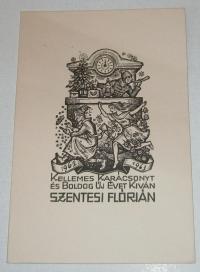 KELLEMES KARÁCSONYT
ÉS BOLDOG ÚJ ÉVET KÍVÁN
SZENTESI FLÓRIÁN